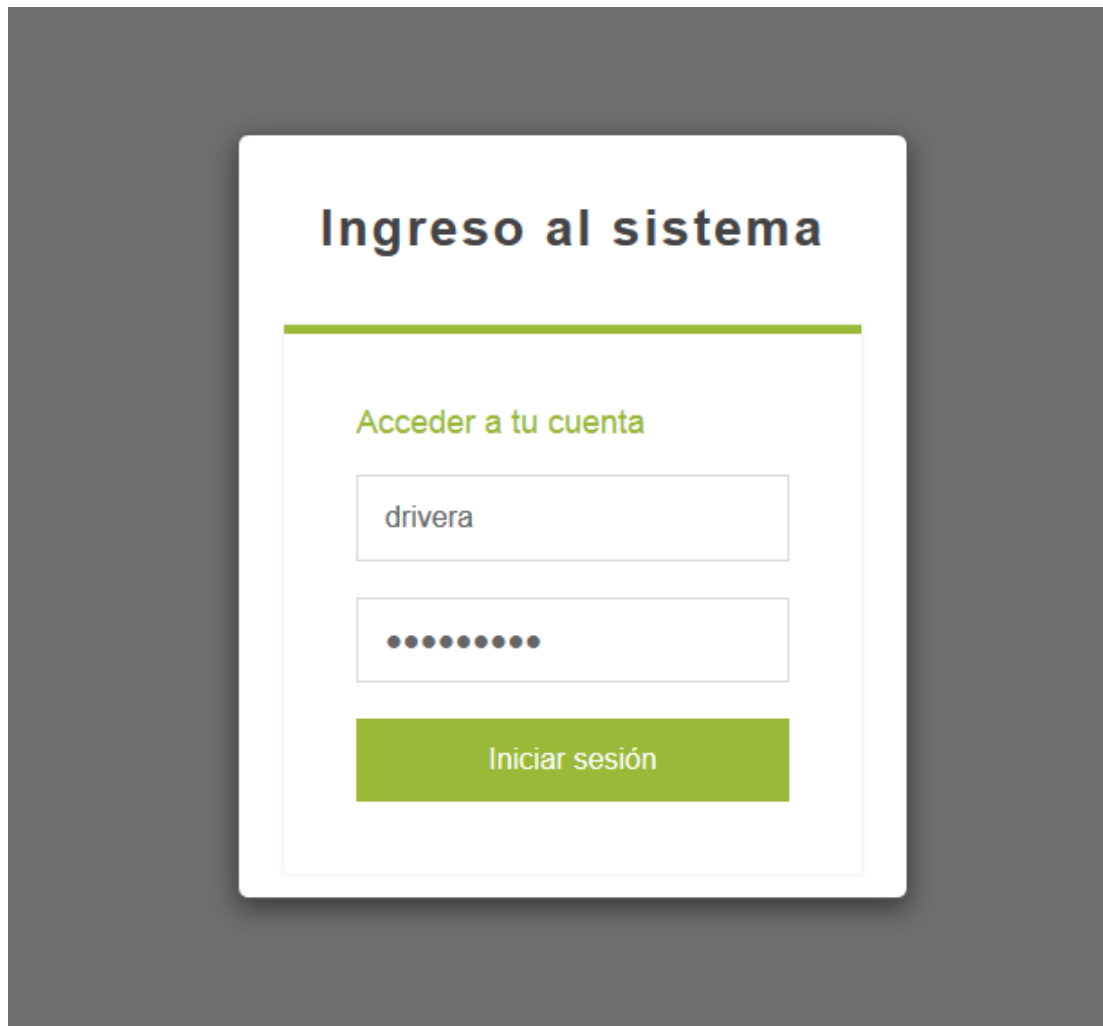 Ingreso al sistema
Acceder a tu cuenta
drivera
●●●●●●●●●
Iniciar sesión